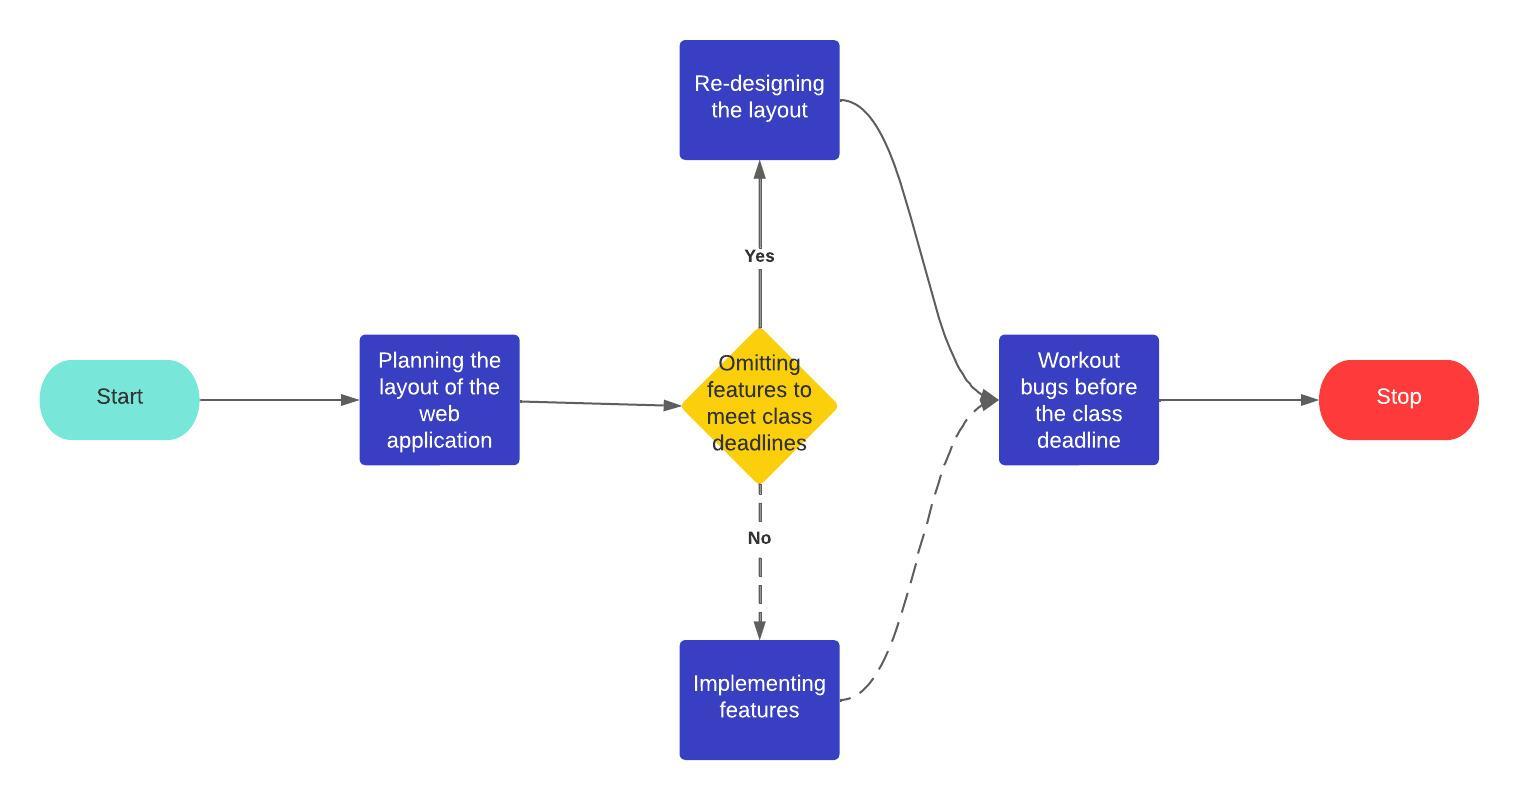 Re-designing
the layout
Yes
Start
Planning the
layout of the
web
application
Omitting
features to
meet class
deadlines
Workout
bugs before
the class
deadline
Stop
No
Implementing
features